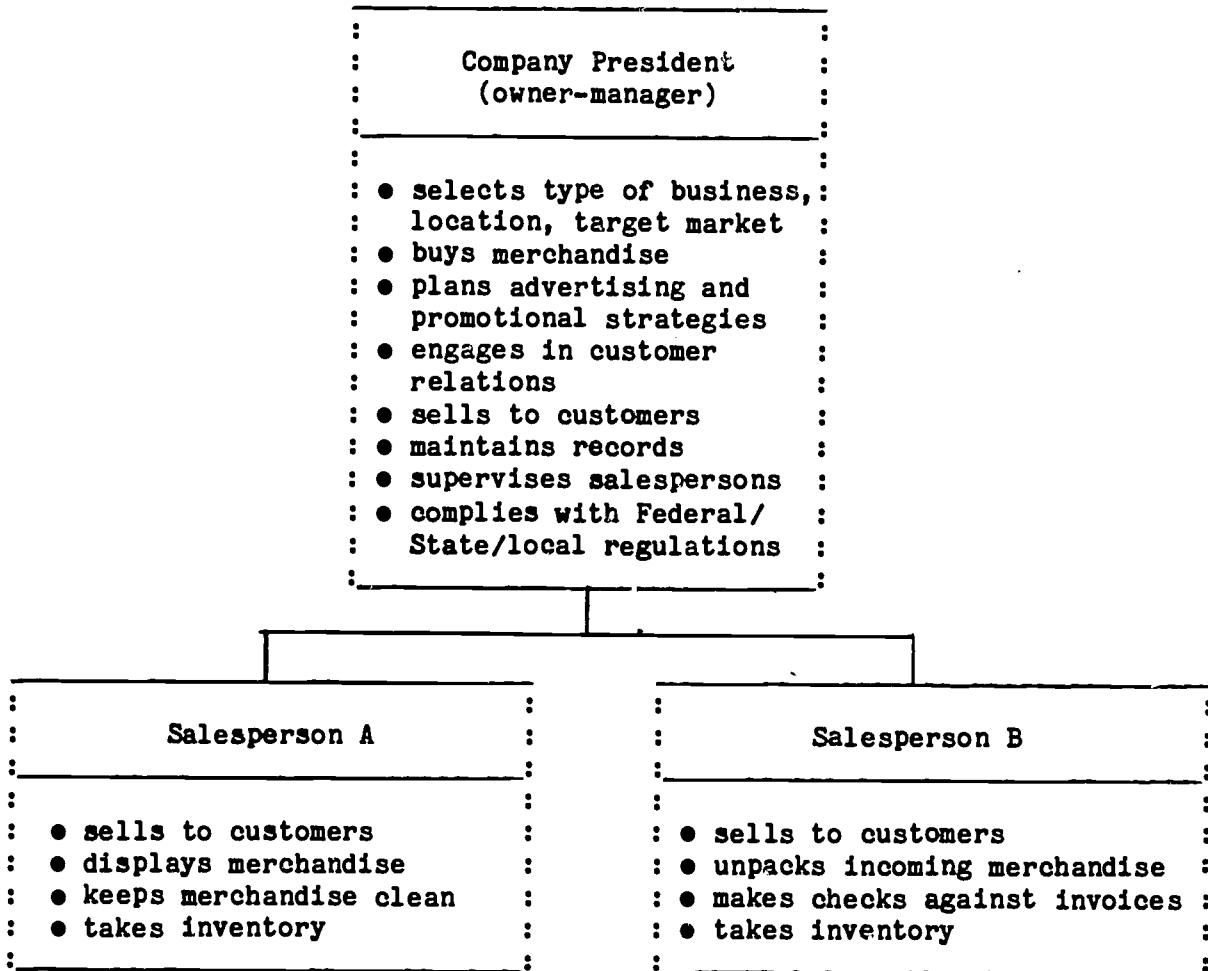 Company President
(owner-manager)
● selects type of business,
location, target market
● buys merchandise
● plans advertising and
promotional strategies
● engages in customer
relations
● sells to customers
● maintains records
● supervises salespersons
● complies with Federal/
State/local regulations
Salesperson A
● sells to customers
● displays merchandise
● keeps merchandise clean
● takes inventory
Salesperson B
● sells to customers
● unpacks incoming merchandise
● makes checks against invoices
● takes inventory